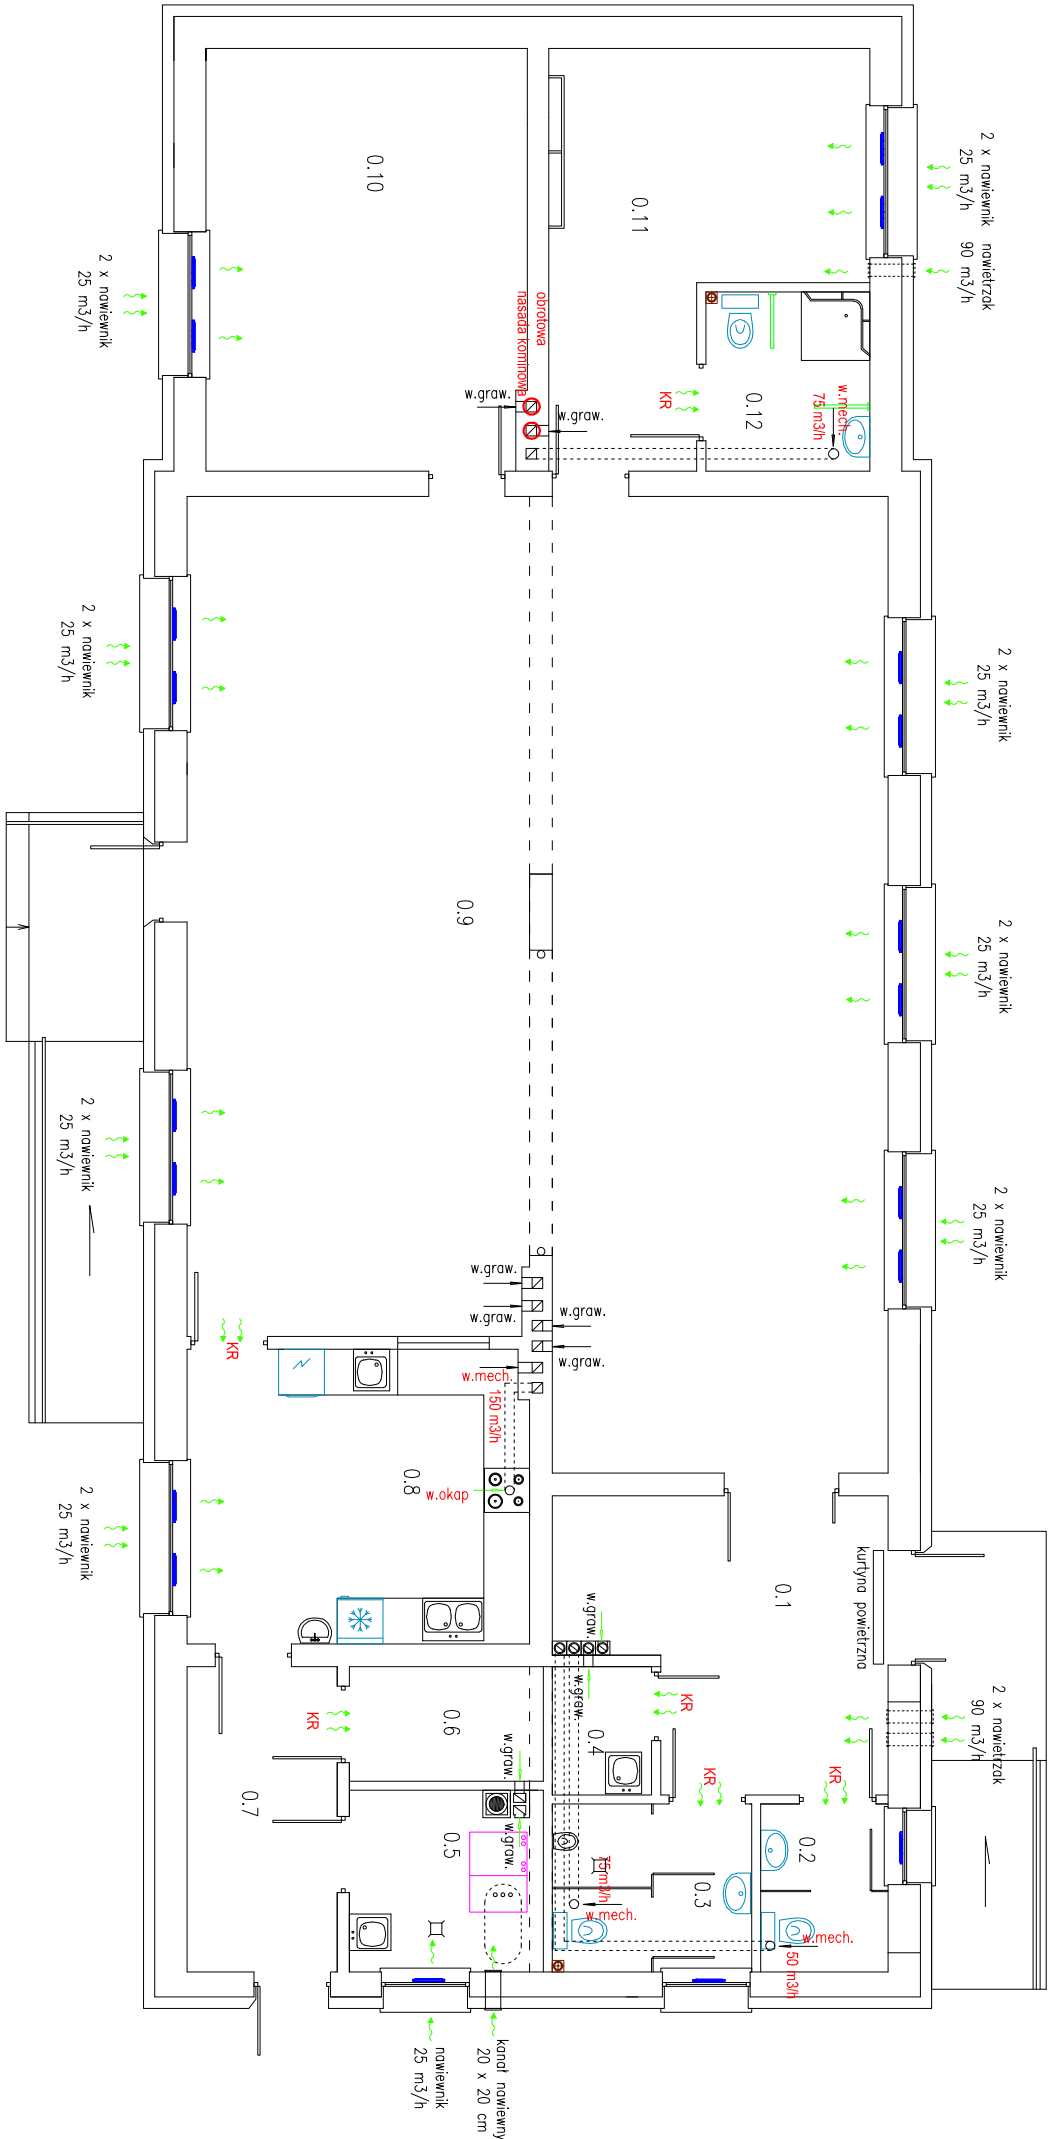 2 x nawiewnik
25 m3/h
nawietrzak
90 m3/h
0.10
0.11
2 x nawiewnik
25 m3/h
obrotowa
nasada kominowa
w.graw.
w.graw.
KR
0.12
w.mech.
75 m3/h
2 x nawiewnik
25 m3/h
2 x nawiewnik
25 m3/h
0.9
2 x nawiewnik
25 m3/h
2 x nawiewnik
25 m3/h
2 x nawiewnik
25 m3/h
w.graw.
w.graw.
w.graw.
w.graw.
KR
w.mech.
150 m3/h
0.8
w.okap
2 x nawiewnik
25 m3/h
kurtyna powietrzna
0.1
w.graw.
w.graw.
KR
0.4
2 x nawietrzak
90 m3/h
KR
0.6
w.graw.
KR
KR
0.7
0.5
w.graw.
0.2
0.3
75 m3/h
w.mech.
w.mech.
50 m3/h
nawiewnik
25 m3/h
kanał nawiewny
20 x 20 cm